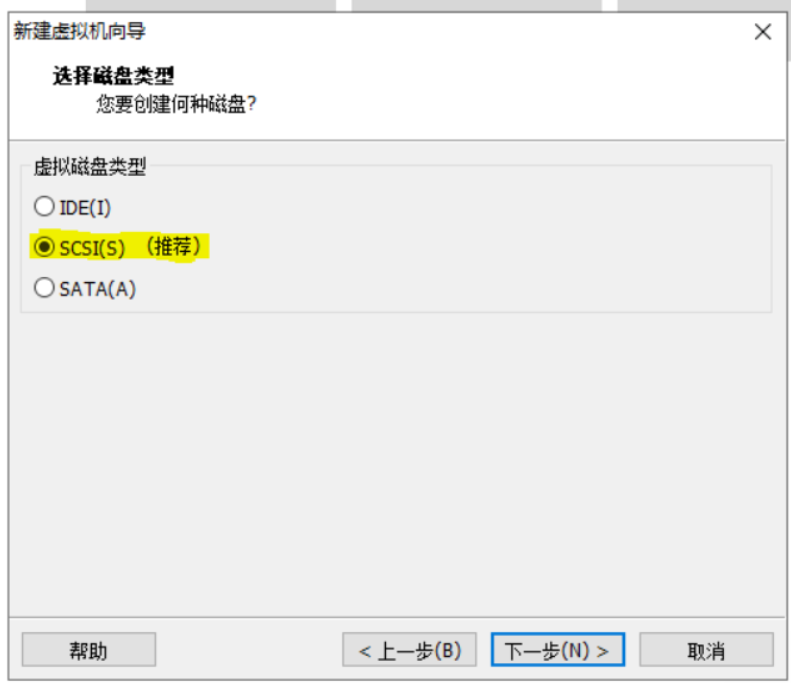 新建虚拟机向导
选择磁盘类型
您要创建何种磁盘?
虚拟磁盘类型
IDE(I)
SCSI(S) （推荐）
SATA(A)
帮助 < 上一步(B) 下一步(N) > 取消